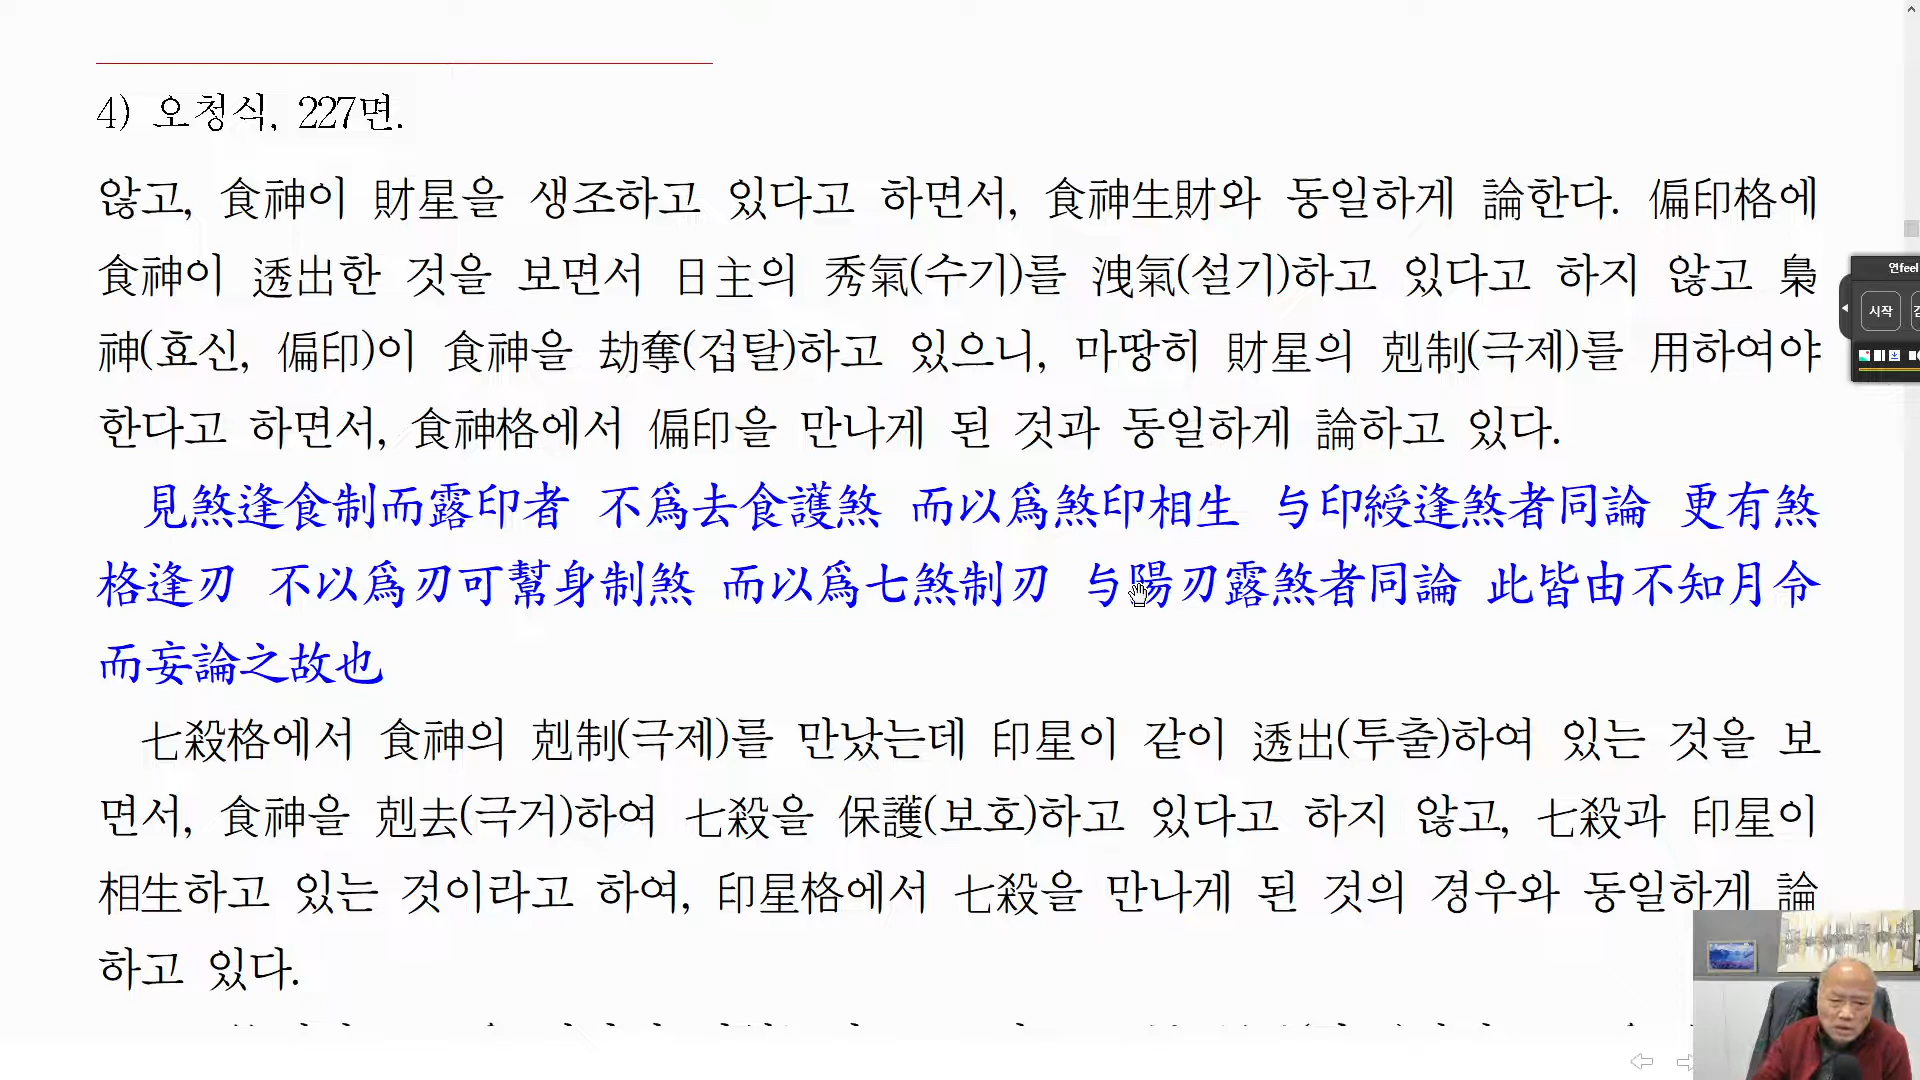 4) 오청식, 227면.
않고, 食神이 財星을 생조하고 있다고 하면서, 食神生財와 동일하게 論한다. 偏印格에
食神이 透出한 것을 보면서 日主의 秀氣(수기)를 洩氣(설기)하고 있다고 하지 않고 梟
神(효신, 偏印)이 食神을 劫奪(겁탈)하고 있으니, 마땅히 財星의 剋制(극제)를 用하여야
한다고 하면서, 食神格에서 偏印을 만나게 된 것과 동일하게 論하고 있다.
見煞逢食制而露印者 不爲去食護煞 而以爲煞印相生 与印綬逢煞者同論 更有煞
格逢刃 不以爲刃可幫身制煞 而以爲七煞制刃 与陽刃露煞者同論 此皆由不知月令
而妄論之故也
七殺格에서 食神의 剋制(극제)를 만났는데 印星이 같이 透出(투출)하여 있는 것을 보
면서, 食神을 剋去(극거)하여 七殺을 保護(보호)하고 있다고 하지 않고, 七殺과 印星이
相生하고 있는 것이라고 하여, 印星格에서 七殺을 만나게 된 것의 경우와 동일하게 論
하고 있다.
연feel
시작